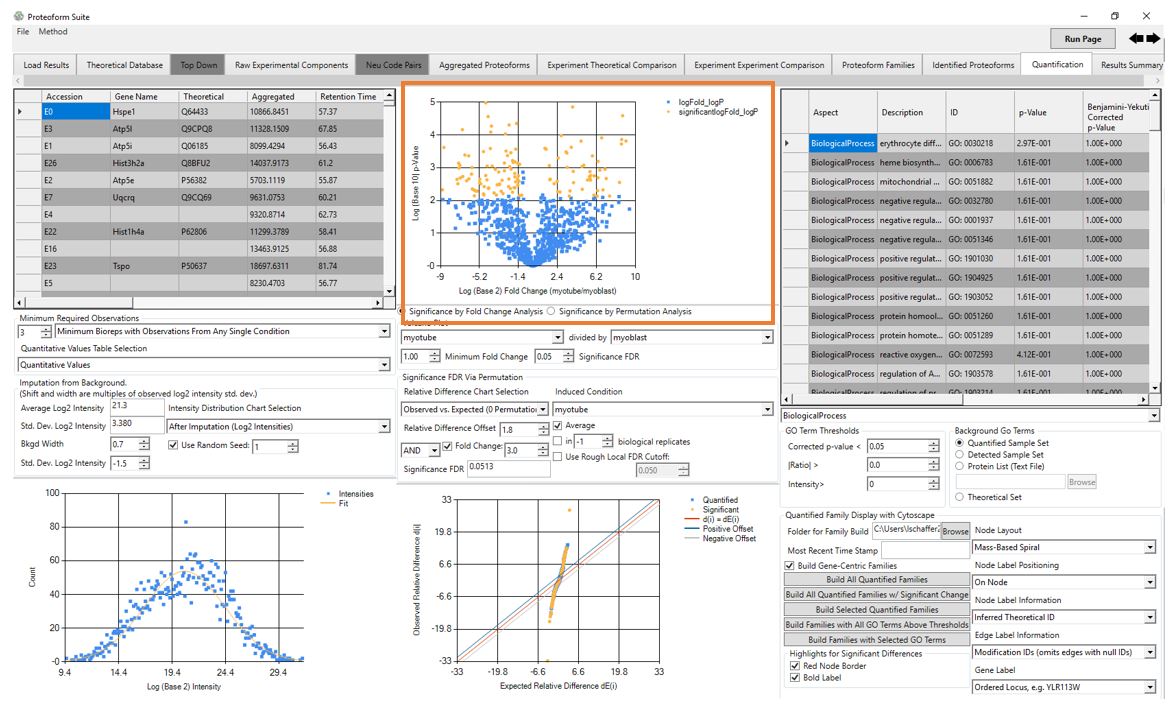 Proteoform Suite
File Method
Run Page
Load Results Theoretical Database Top Down Raw Experimental Components Neu Code Pairs Aggregated Proteoforms Experiment Theoretical Comparison Experiment Experiment Comparison Proteoform Families Identified Proteoforms Quantification Results Summary
Accession Gene Name Theoretical Aggregated Retention Time
E0 Hspe1 Q64433 10866.8451 57.37
E3 Atp5l Q9CPQ8 11328.1509 67.85
E1 Atp5i Q06185 8099.4294 56.43
E26 Hist3h2a Q8BFU2 14037.9173 61.2
E2 Atp5e P56382 5703.1119 55.87
E7 Uqcrq Q9CQ69 9631.0753 60.21
E4 9320.8714 62.73
E22 Hist1h4a P62806 11299.3789 58.41
E16 13463.9125 56.88
E23 Tspo P50637 18697.6311 81.74
E5 8230.4703 56.77
Minimum Required Observations
3 Minimum Bioreps with Observations From Any Single Condition
Quantitative Values Table Selection
Quantitative Values
Imputation from Background.
(Shift and width are multiples of observed log2 intensity std. dev.)
Average Log2 Intensity 21.3 Intensity Distribution Chart Selection
Std. Dev. Log2 Intensity 3.380 After Imputation (Log2 Intensities)
Bkgd Width 0.7 Use Random Seed: 1
Std. Dev. Log2 Intensity -1.5
100
80
60
40
20
-0
Count
9.4 14.4 19.4 24.4 29.4
Log (Base 2) Intensity
Intensities
Fit
5
4
3
2
1
-0
Log (Base 10) p-Value
-9 -5.2 -1.4 2.4 6.2 10
Log (Base 2) Fold Change (myotube/myoblast)
logFold_logP
significantlogFold_logP
Significance by Fold Change Analysis Significance by Permutation Analysis
myotube divided by myoblast
1.00 Minimum Fold Change 0.05 Significance FDR
Significance FDR Via Permutation
Relative Difference Chart Selection Induced Condition
Observed vs. Expected (0 Permutatio myotube
Relative Difference Offset 1.8 Average
in -1 biological replicates
AND Fold Change: 3.0 Use Rough Local FDR Cutoff:
Significance FDR 0.0513 0.050
33
19.8
6.6
-6.6
-19.8
-33
Observed Relative Difference d(i)
-33 -19.8 -6.6 6.6 19.8 33
Expected Relative Difference dE(i)
Quantified
Significant
d(i) = dE(i)
Positive Offset
Negative Offset
Aspect Description ID p-Value Benjamini-Yekuti
Corrected
p-Value
BiologicalProcess erythrocyte diff... GO: 0030218 2.97E-001 1.00E+000
BiologicalProcess heme biosynth... GO: 0006783 1.61E-001 1.00E+000
BiologicalProcess mitochondrial ... GO: 0051882 1.61E-001 1.00E+000
BiologicalProcess negative regula... GO: 0032780 1.61E-001 1.00E+000
BiologicalProcess negative regula... GO: 0001937 1.61E-001 1.00E+000
BiologicalProcess negative regula... GO: 0051346 1.61E-001 1.00E+000
BiologicalProcess positive regulat... GO: 1901030 1.61E-001 1.00E+000
BiologicalProcess positive regulat... GO: 1904925 1.61E-001 1.00E+000
BiologicalProcess positive regulat... GO: 1903052 1.61E-001 1.00E+000
BiologicalProcess protein homool... GO: 0051260 1.61E-001 1.00E+000
BiologicalProcess protein homote... GO: 0051289 1.61E-001 1.00E+000
BiologicalProcess reactive oxygen... GO: 0072593 4.12E-001 1.00E+000
BiologicalProcess regulation of A... GO: 1903578 1.61E-001 1.00E+000
BiologicalProcess GO: 1903214 1.61E-001 1.00E+000
BiologicalProcess
GO Term Thresholds
Corrected p-value < 0.05
|Ratio| > 0.0
Intensity> 0
Background Go Terms
Quantified Sample Set
Detected Sample Set
Protein List (Text File)
Browse
Theoretical Set
Quantified Family Display with Cytoscape
Folder for Family Build C:\Users\lschaffer Browse Node Layout
Most Recent Time Stamp Mass-Based Spiral
Build Gene-Centric Families Node Label Positioning
Build All Quantified Families On Node
Build All Quantified Families w/ Significant Change Node Label Information
Build Selected Quantified Families Inferred Theoretical ID
Build Families with All GO Terms Above Thresholds Edge Label Information
Build Families with Selected GO Terms Modification IDs (omits edges with null IDs)
Highlights for Significant Differences
Red Node Border Gene Label
Bold Label Ordered Locus, e.g. YLR113W